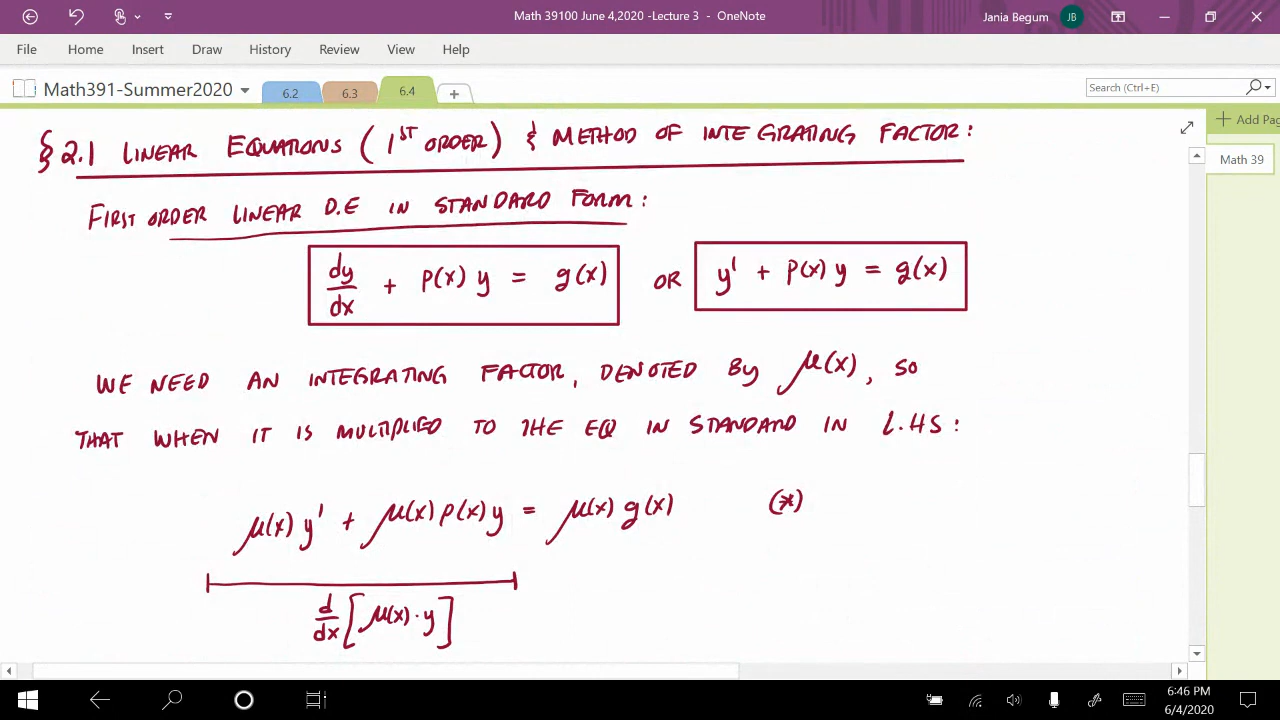 Math 39100 June 4,2020 -Lecture 3 - OneNote
Jania Begum JB
File Home Insert Draw History Review View Help
Math391-Summer2020 6.2 6.3 6.4
Search (Ctrl+E)
Add Pag
Math 39
§ 2.1 LINEAR EQUATIONS (1ST ORDER) & METHOD OF INTEGRATING FACTOR:
FIRST ORDER LINEAR D.E IN STANDARD FORM:
dy/dx + p(x) y = g(x) OR y' + p(x) y = g(x)
WE NEED AN INTEGRATING FACTOR, DENOTED BY μ(x), SO
THAT WHEN IT IS MULTIPLIED TO THE EQ IN STANDARD IN L.HS:
μ(x) y' + μ(x) p(x) y = μ(x) g(x) (*)
d/dx [μ(x) · y]
6:46 PM
6/4/2020